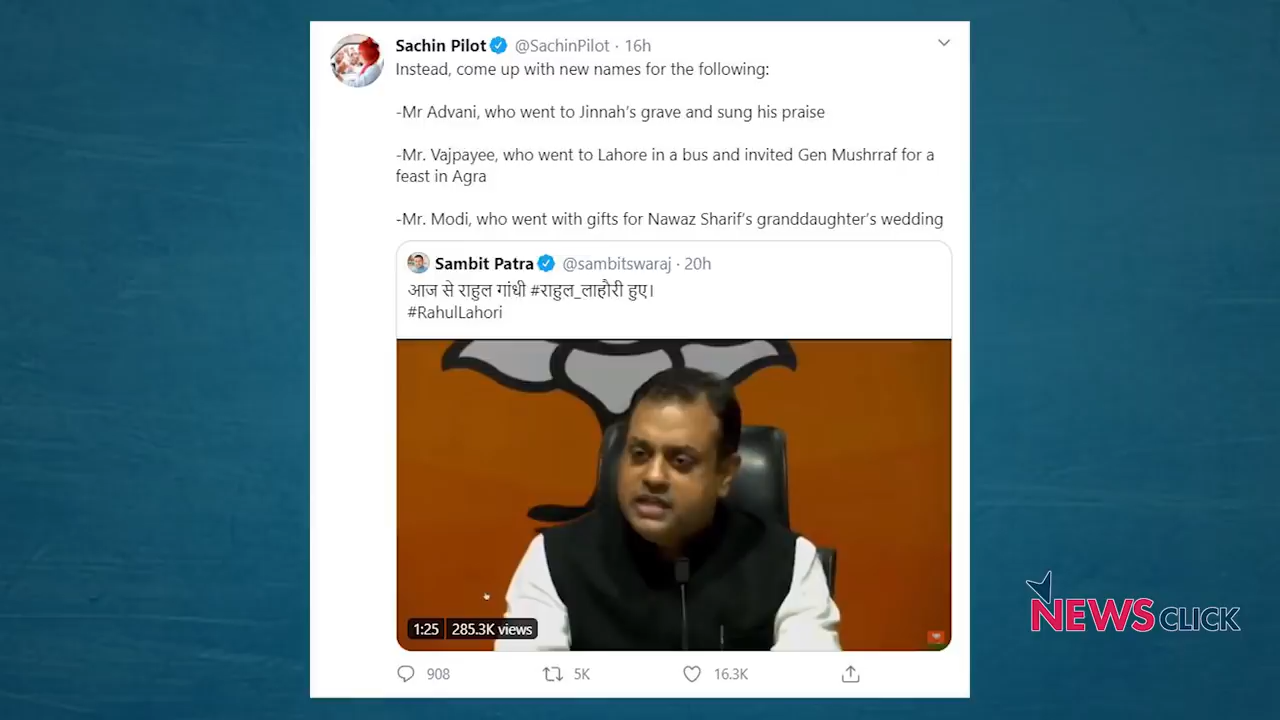 Sachin Pilot @SachinPilot · 16h
Instead, come up with new names for the following:
-Mr Advani, who went to Jinnah's grave and sung his praise
-Mr. Vajpayee, who went to Lahore in a bus and invited Gen Mushrraf for a
feast in Agra
-Mr. Modi, who went with gifts for Nawaz Sharif's granddaughter's wedding
Sambit Patra @sambitswaraj · 20h
आज से राहुल गांधी #राहुल_लाहौरी हुए।
#RahulLahori
1:25 285.3K views
908 5K 16.3K
NEWSCLICK